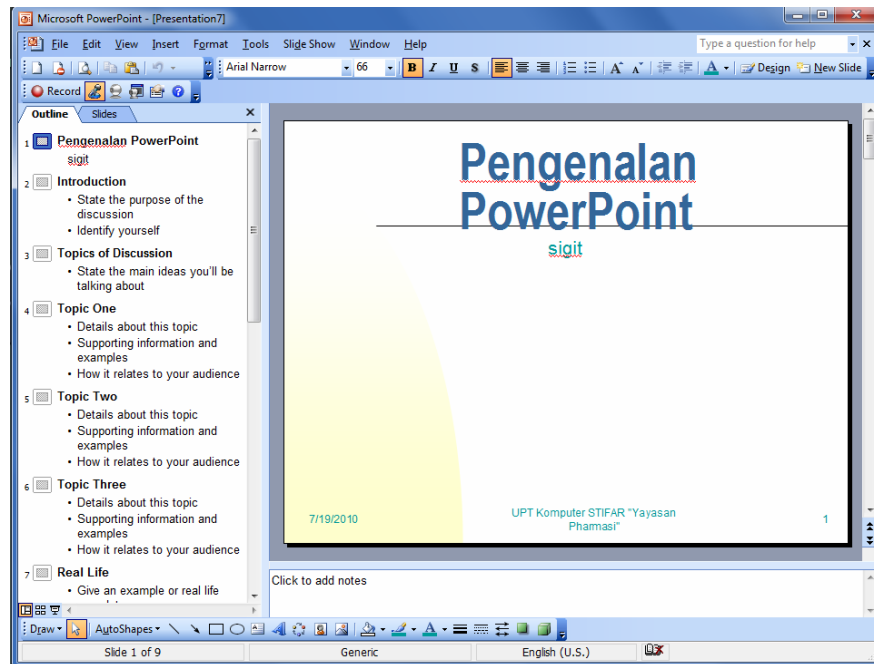 Microsoft PowerPoint - [Presentation7]
File Edit View Insert Format Tools Slide Show Window Help
Type a question for help
Arial Narrow 66 B I U S A A A Design New Slide
Record
Outline Slides
1 Pengenalan PowerPoint
sigit
2 Introduction
• State the purpose of the
discussion
• Identify yourself
3 Topics of Discussion
• State the main ideas you'll be
talking about
4 Topic One
• Details about this topic
• Supporting information and
examples
• How it relates to your audience
5 Topic Two
• Details about this topic
• Supporting information and
examples
• How it relates to your audience
6 Topic Three
• Details about this topic
• Supporting information and
examples
• How it relates to your audience
7 Real Life
• Give an example or real life
Pengenalan
PowerPoint
sigit
7/19/2010
UPT Komputer STIFAR "Yayasan
Pharmasi"
1
Click to add notes
Draw AutoShapes
Slide 1 of 9 Generic English (U.S.)